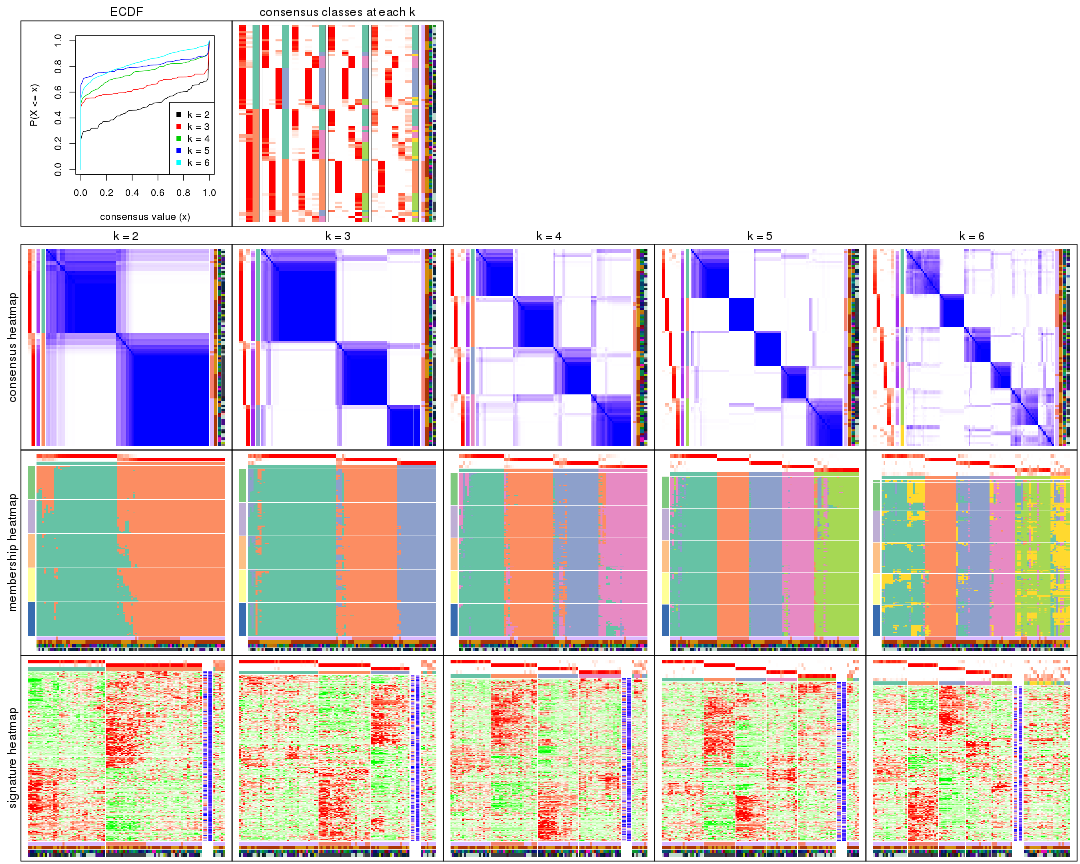 ECDF
consensus classes at each k
P(X <= x)
1.0
0.8
0.6
0.4
0.2
0.0
k = 2
k = 3
k = 4
k = 5
k = 6
0.0 0.2 0.4 0.6 0.8 1.0
consensus value (x)
k = 2 k = 3 k = 4 k = 5 k = 6
consensus heatmap
membership heatmap
signature heatmap